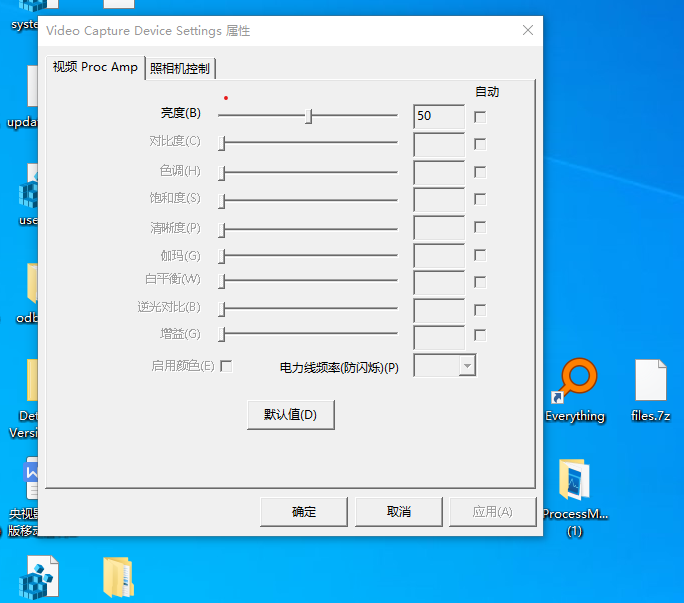 Video Capture Device Settings 属性
视频 Proc Amp
照相机控制
自动
亮度(B)
50
对比度(C)
色调(H)
饱和度(S)
清晰度(P)
伽玛(G)
白平衡(W)
逆光对比(B)
增益(G)
启用颜色(E)
电力线频率(防闪烁)(P)
默认值(D)
确定
取消
应用(A)
syste
upda
use
odb
Det
Versi
央视
版移
Everything
files.7z
ProcessM...
(1)